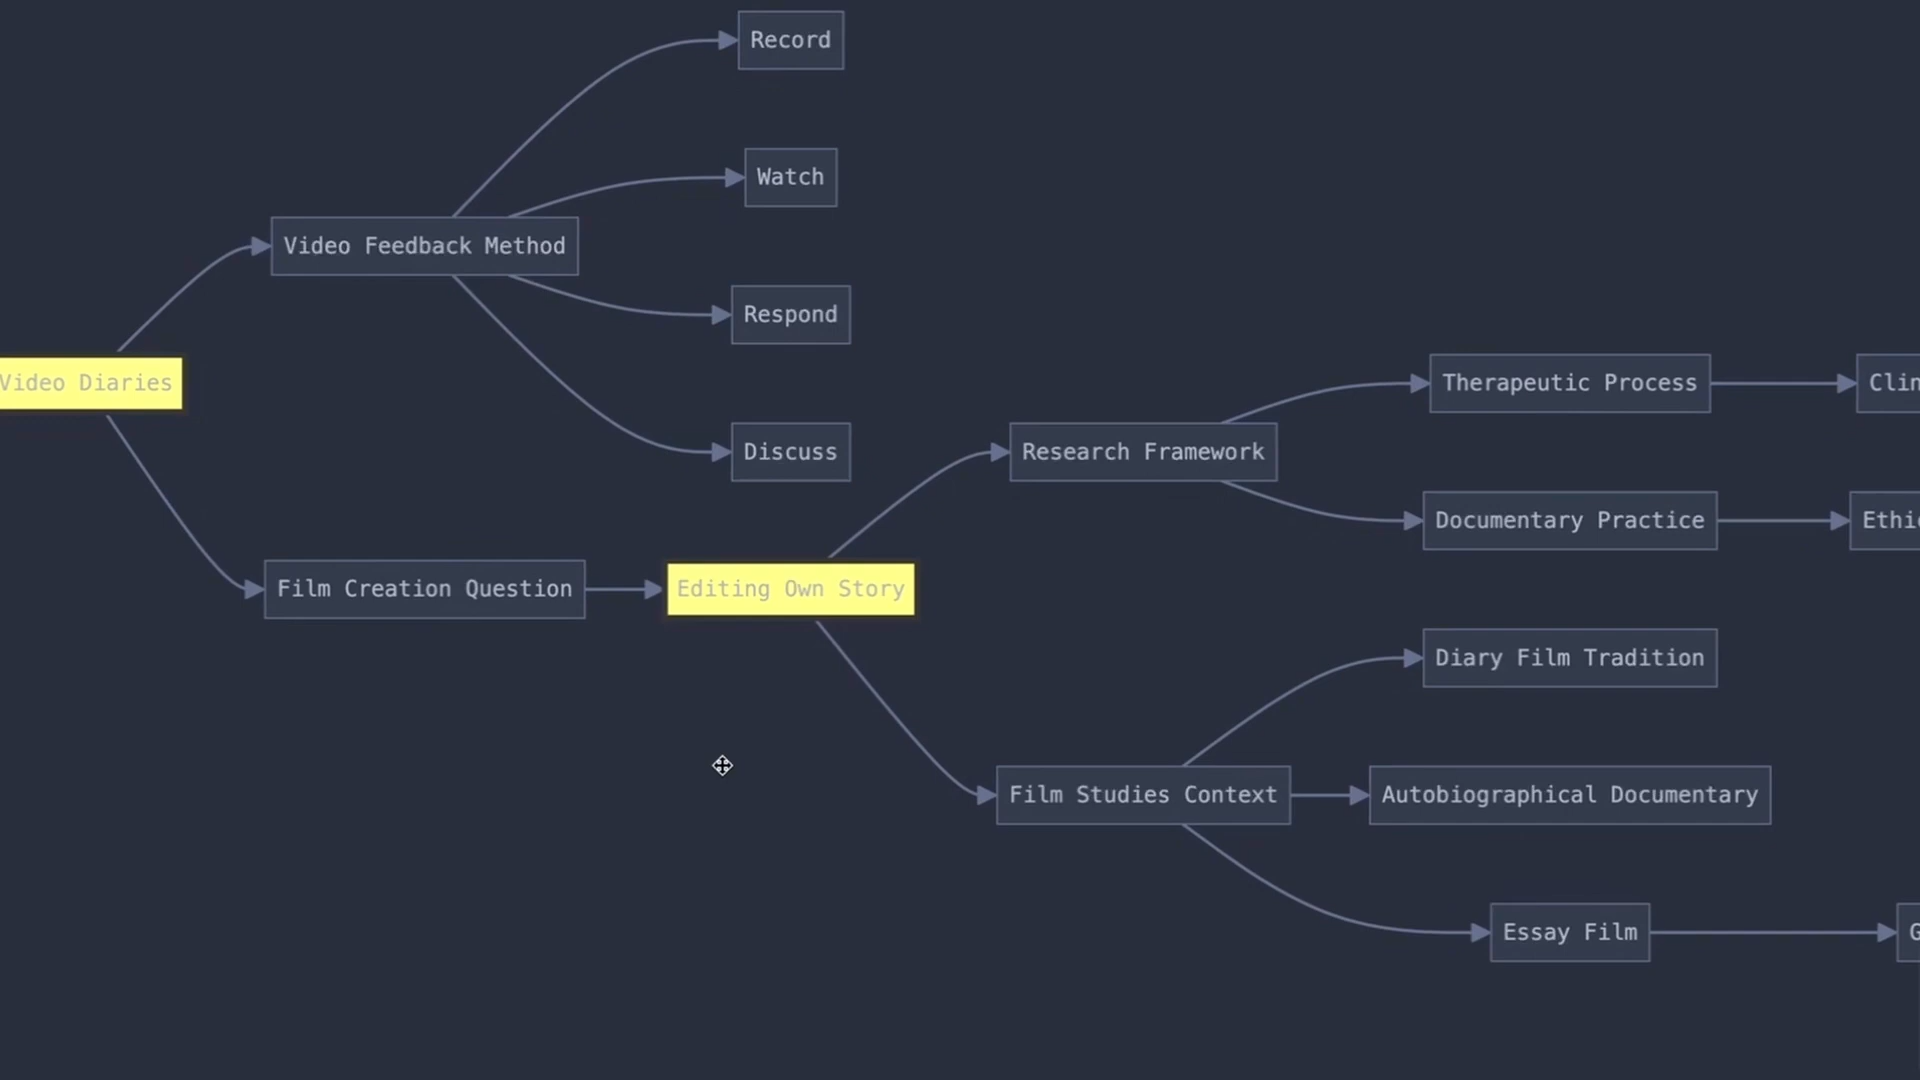 Record
Watch
Video Feedback Method
Respond
Video Diaries
Discuss
Film Creation Question
Editing Own Story
Research Framework
Therapeutic Process
Documentary Practice
Diary Film Tradition
Film Studies Context
Autobiographical Documentary
Essay Film